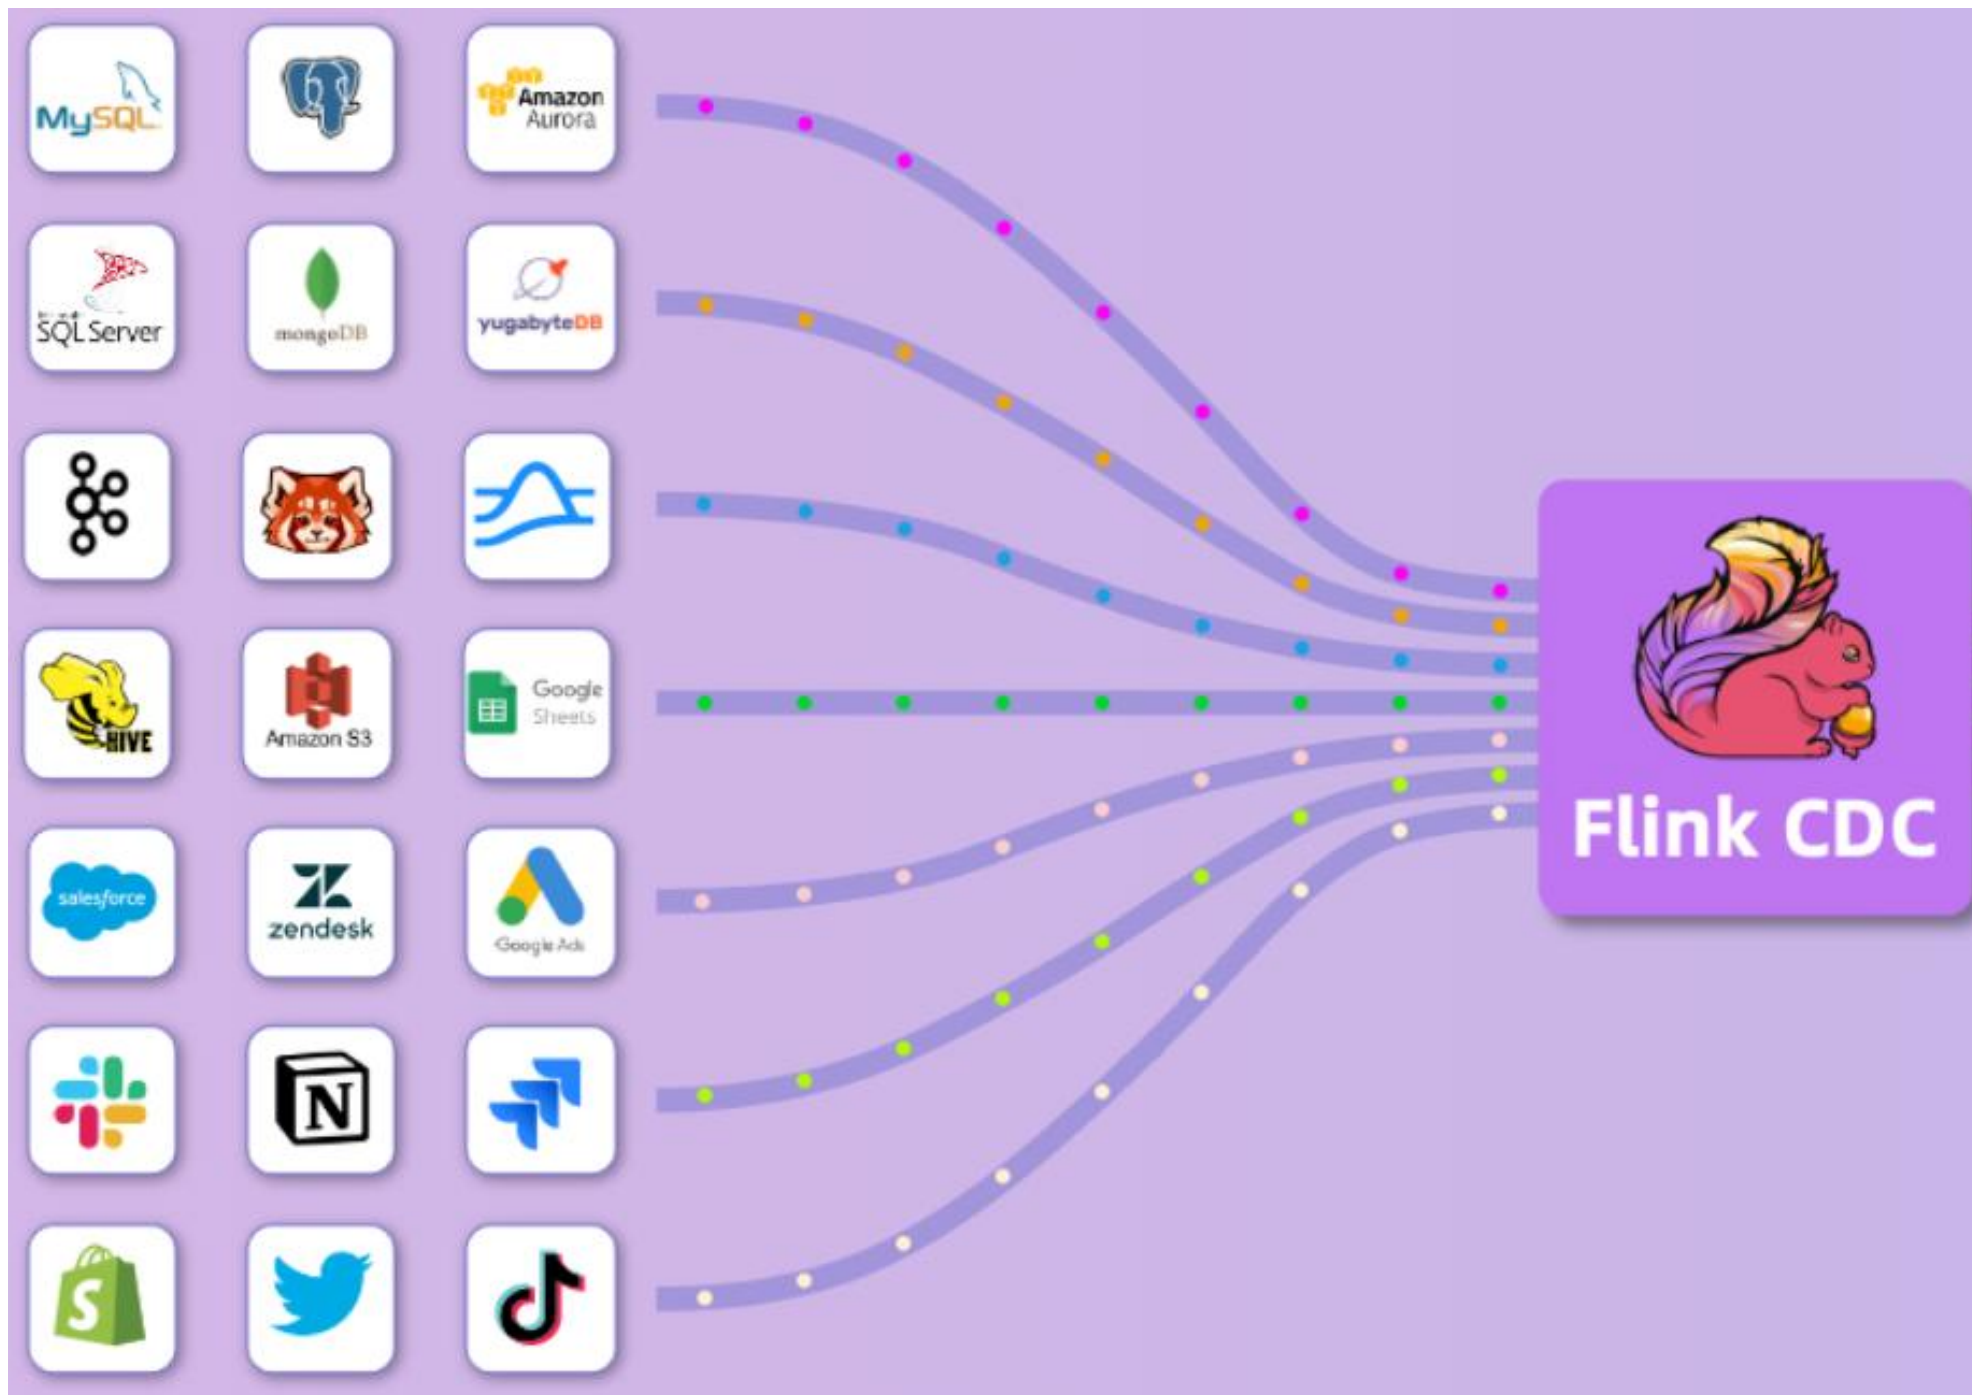 MySQL
Amazon
Aurora
SQL Server
mongoDB
yugabyteDB
HIVE
Amazon S3
Google
Sheets
salesforce
zendesk
Google Ads
N
S
Flink CDC